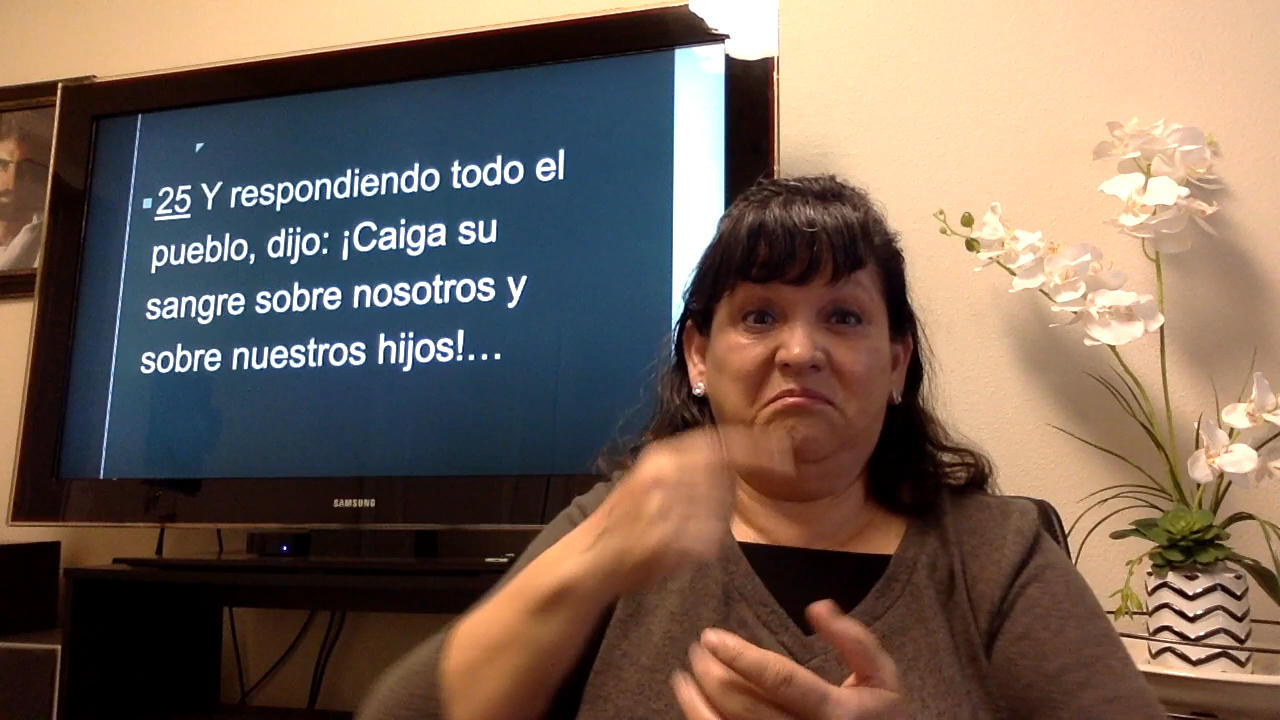 25 Y respondiendo todo el
pueblo, dijo: ¡Caiga su
sangre sobre nosotros y
sobre nuestros hijos!...
SAMSUNG